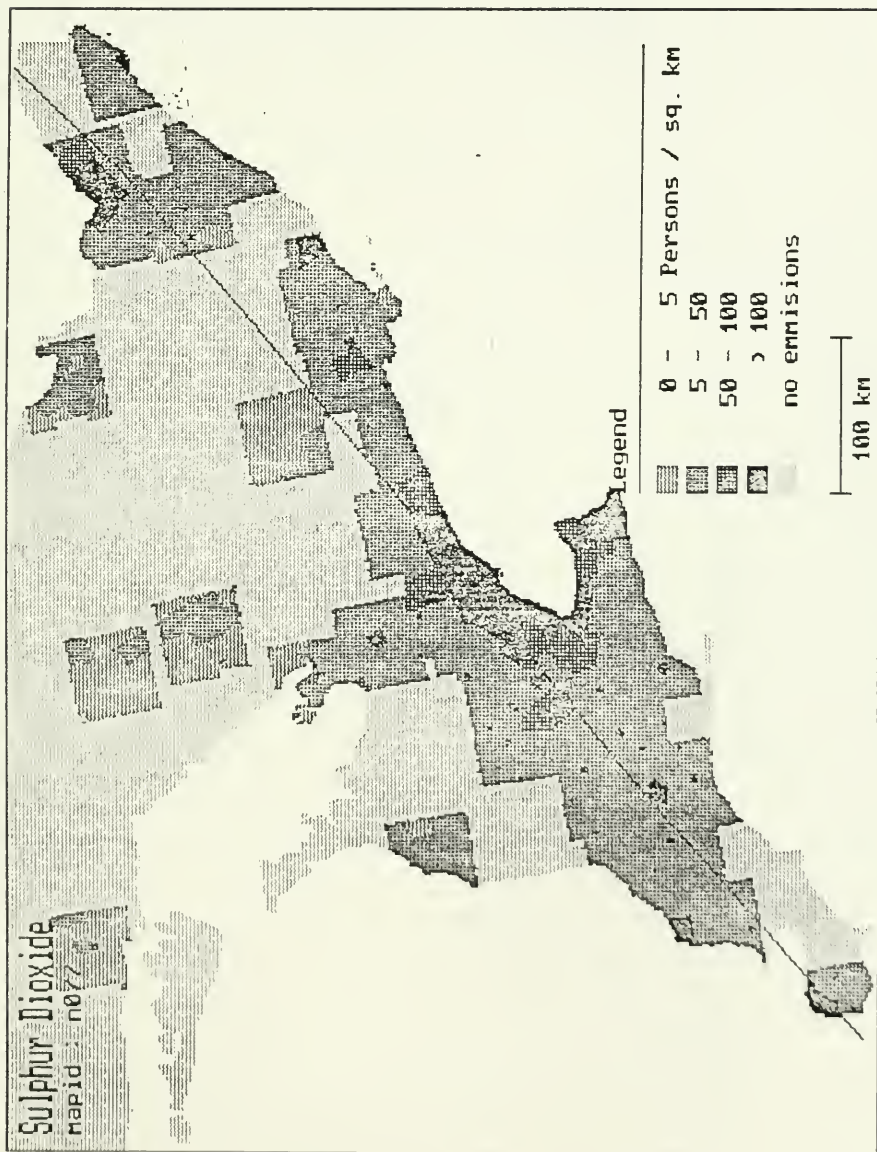 Sulphur Dioxide
mapid : n077
Legend
0 - 5 Persons / sq. km
5 - 50
50 - 100
> 100
no emmisions
100 km